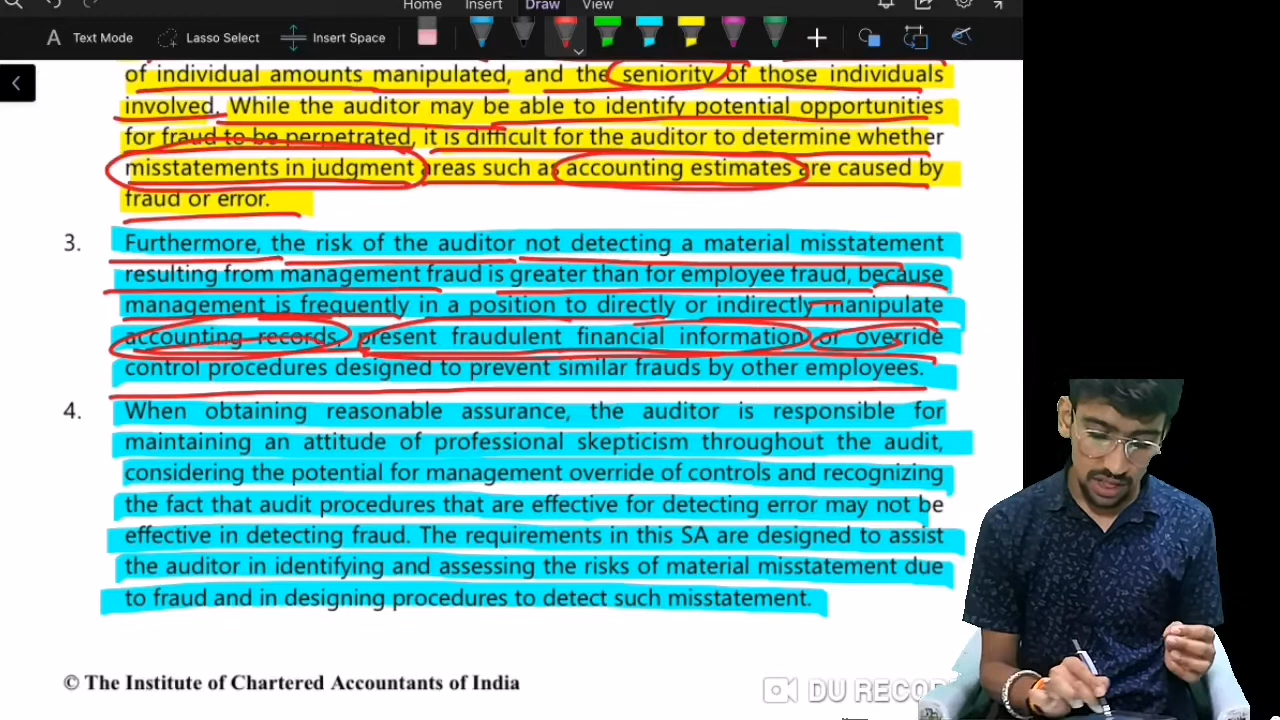 Home Insert Draw View
Text Mode Lasso Select Insert Space
of individual amounts manipulated, and the seniority of those individuals
involved. While the auditor may be able to identify potential opportunities
for fraud to be perpetrated, it is difficult for the auditor to determine whether
misstatements in judgment areas such as accounting estimates are caused by
fraud or error.
3. Furthermore, the risk of the auditor not detecting a material misstatement
resulting from management fraud is greater than for employee fraud, because
management is frequently in a position to directly or indirectly manipulate
accounting records, present fraudulent financial information or override
control procedures designed to prevent similar frauds by other employees.
4. When obtaining reasonable assurance, the auditor is responsible for
maintaining an attitude of professional skepticism throughout the audit,
considering the potential for management override of controls and recognizing
the fact that audit procedures that are effective for detecting error may not be
effective in detecting fraud. The requirements in this SA are designed to assist
the auditor in identifying and assessing the risks of material misstatement due
to fraud and in designing procedures to detect such misstatement.
© The Institute of Chartered Accountants of India
DU RECOR